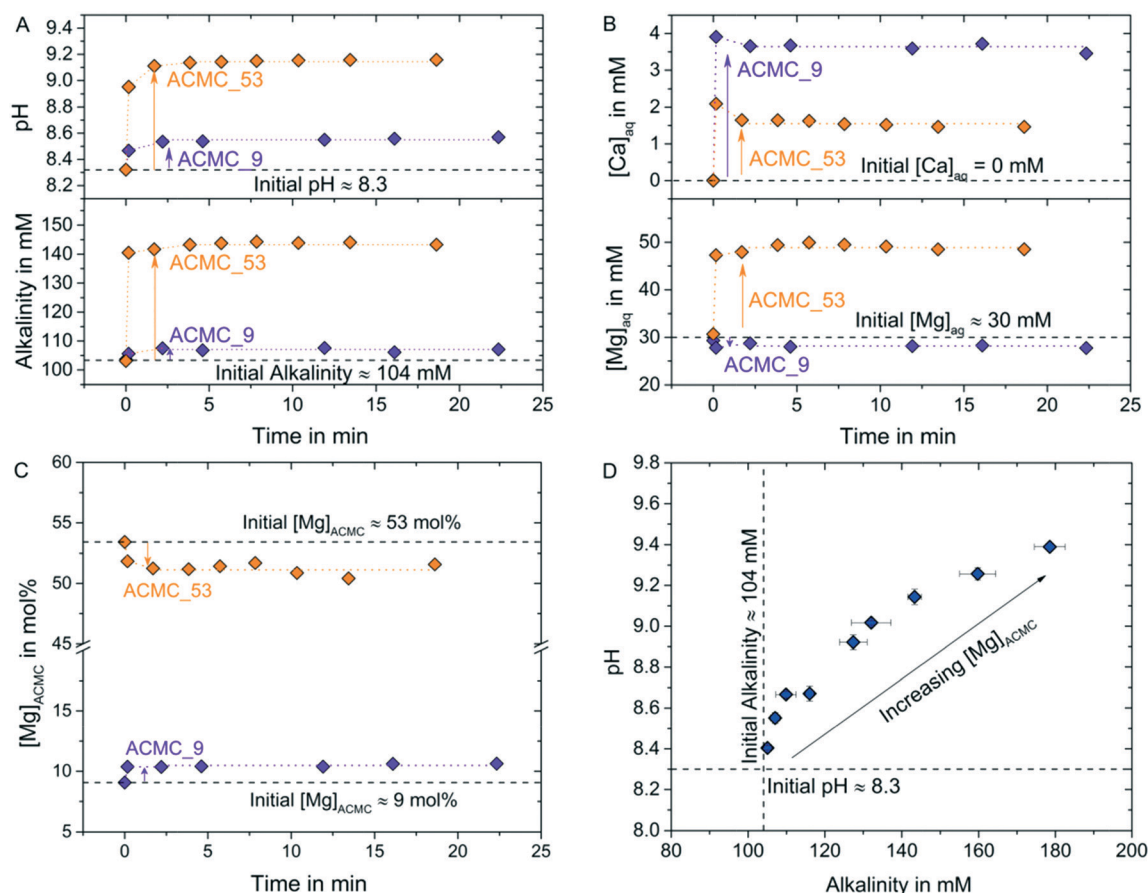 A
9.4
9.2
9.0
8.8
8.6
8.4
8.2
pH
ACMC_53
ACMC_9
Initial pH ≈ 8.3
150
140
130
120
110
100
Alkalinity in mM
ACMC_53
ACMC_9
Initial Alkalinity ≈ 104 mM
0 5 10 15 20 25
Time in min
B
4
3
2
1
0
[Ca]aq in mM
ACMC_9
ACMC_53
Initial [Ca]aq = 0 mM
50
40
30
20
[Mg]aq in mM
ACMC_53
Initial [Mg]aq ≈ 30 mM
ACMC_9
0 5 10 15 20 25
Time in min
C
60
55
50
45
15
10
5
[Mg]ACMC in mol%
Initial [Mg]ACMC ≈ 53 mol%
ACMC_53
ACMC_9
Initial [Mg]ACMC ≈ 9 mol%
0 5 10 15 20 25
Time in min
D
9.8
9.6
9.4
9.2
9.0
8.8
8.6
8.4
8.2
8.0
pH
Initial Alkalinity ≈ 104 mM
Increasing [Mg]ACMC
Initial pH ≈ 8.3
80 100 120 140 160 180 200
Alkalinity in mM